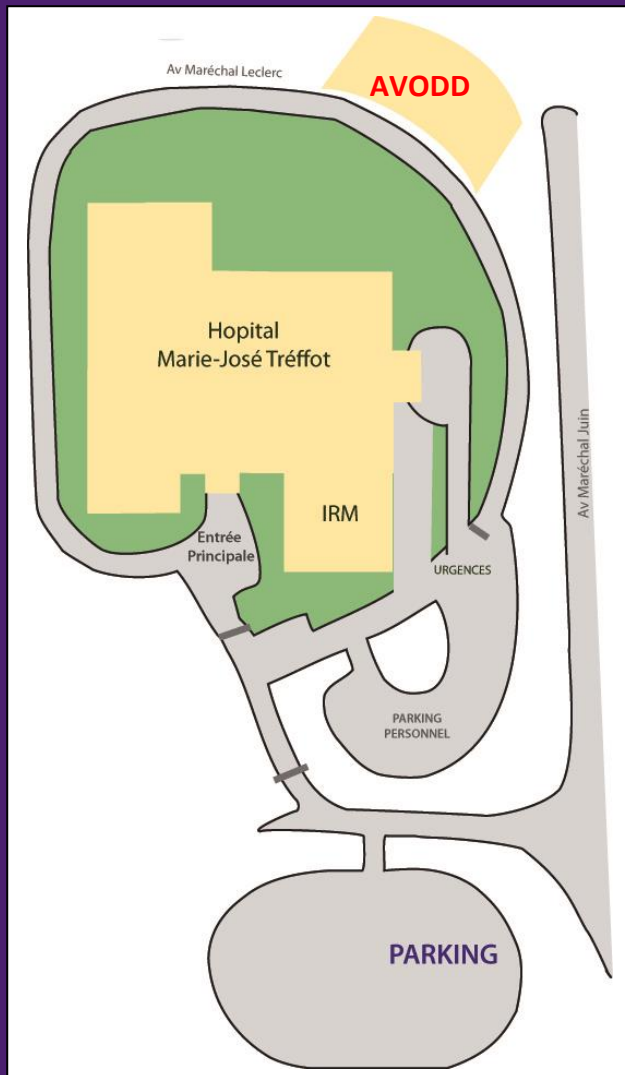 Av Maréchal Leclerc
AVODD
Hopital
Marie-José Tréffot
Av Maréchal Juin
IRM
Entrée
Principale
URGENCES
PARKING
PERSONNEL
PARKING